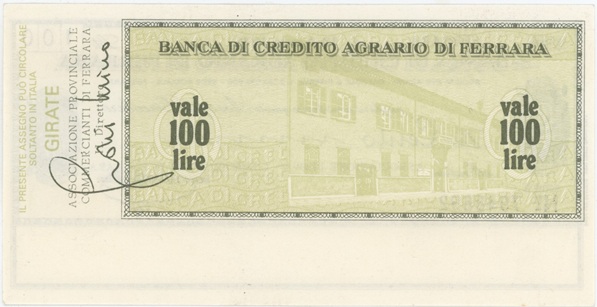 IL PRESENTE ASSEGNO PUÒ CIRCOLARE
SOLTANTO IN ITALIA
GIRATE
ASSOCIAZIONE PROVINCIALE
COMMERCIANTI DI FERRARA
BANCA DI CREDITO AGRARIO DI FERRARA
vale
100
lire
vale
100
lire